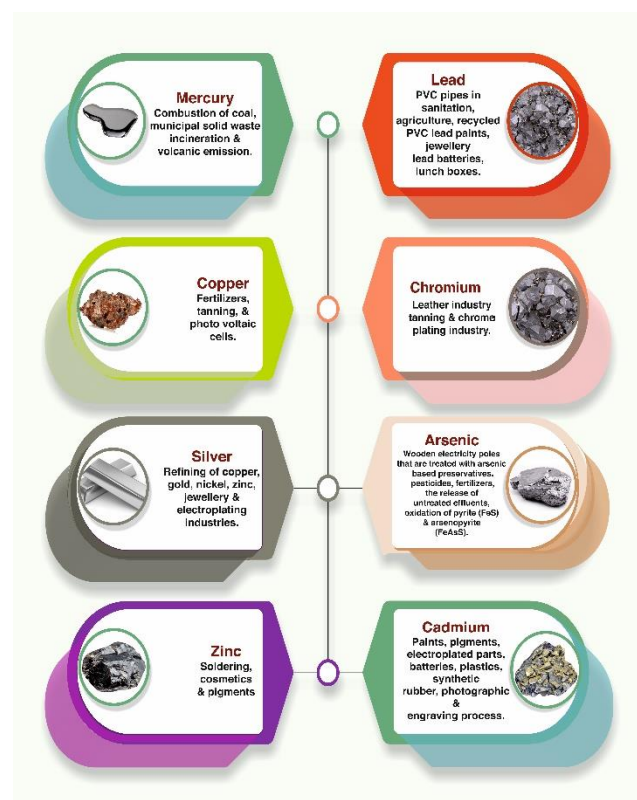 Mercury
Combustion of coal,
municipal solid waste
incineration &
volcanic emission.
Lead
PVC pipes in
sanitation,
agriculture, recycled
PVC lead paints,
jewellery
lead batteries,
lunch boxes.
Copper
Fertilizers,
tanning, &
photo voltaic
cells.
Chromium
Leather industry
tanning & chrome
plating industry.
Silver
Refining of copper,
gold, nickel, zinc,
jewellery &
electroplating
industries.
Arsenic
Wooden electricity poles
that are treated with arsenic
based preservatives,
pesticides, fertilizers,
the release of
untreated effluents,
oxidation of pyrite (FeS)
& arsenopyrite
(FeAsS).
Zinc
Soldering,
cosmetics
& pigments
Cadmium
Paints, pigments,
electroplated parts,
batteries, plastics,
synthetic
rubber, photographic
&
engraving process.